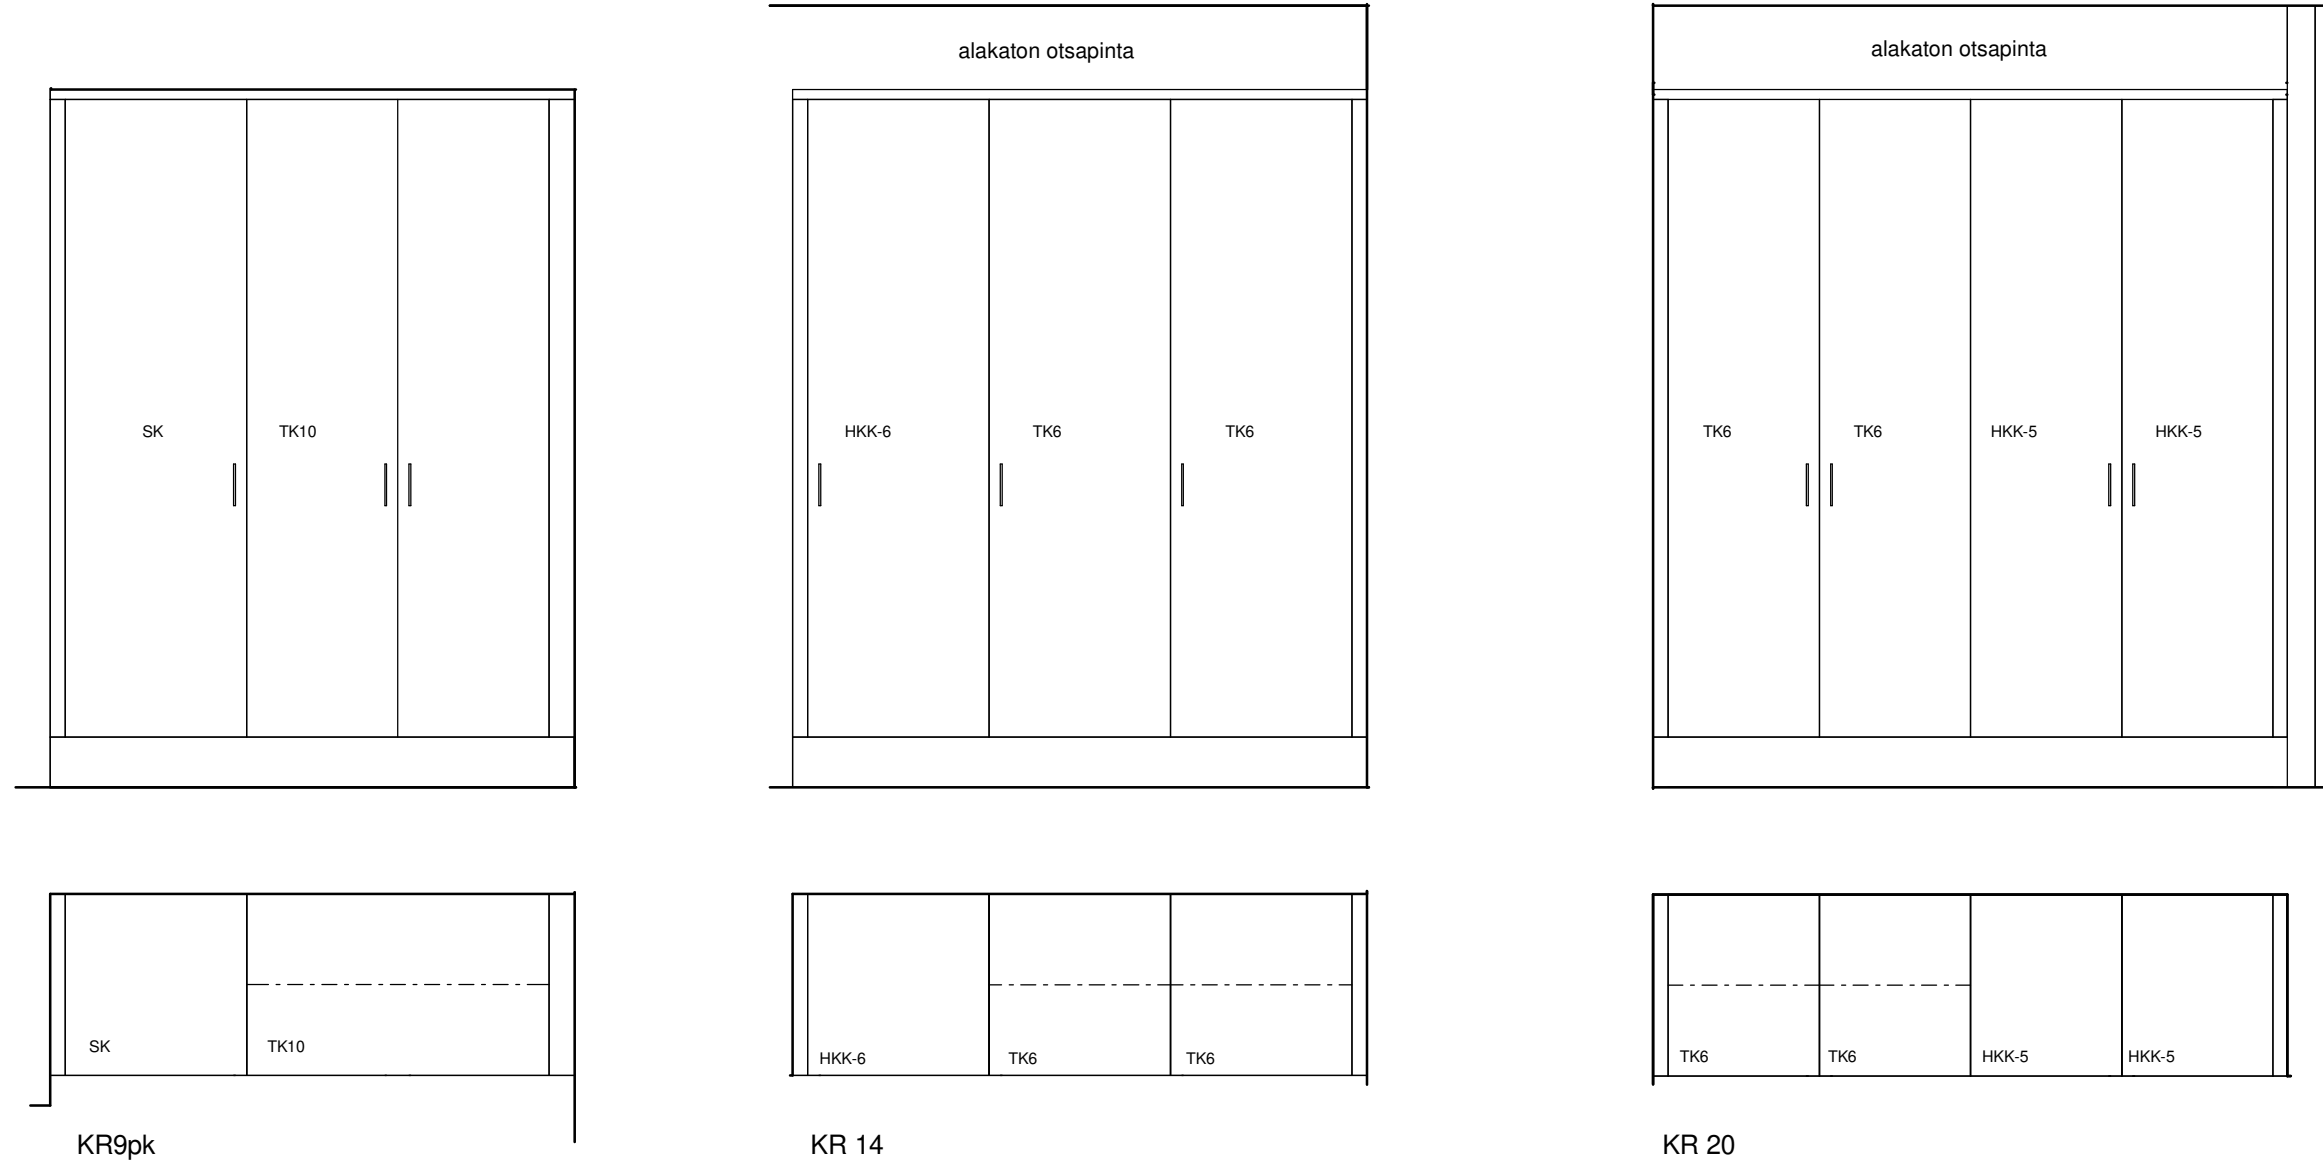 alakaton otsapinta
alakaton otsapinta
SK TK10
HKK-6 TK6 TK6
TK6 TK6 HKK-5 HKK-5
SK TK10
HKK-6 TK6 TK6
TK6 TK6 HKK-5 HKK-5
KR9pk
KR 14
KR 20